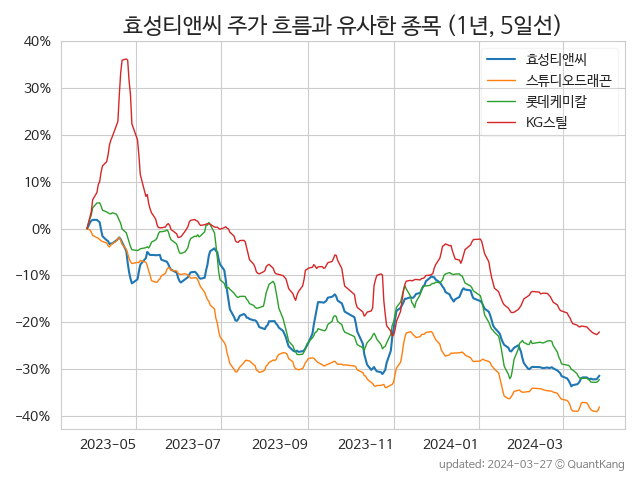 효성티앤씨 주가 흐름과 유사한 종목 (1년, 5일선)
효성티앤씨
스튜디오드래곤
롯데케미칼
KG스틸
40%
30%
20%
10%
0%
−10%
−20%
−30%
−40%
2023-05 2023-07 2023-09 2023-11 2024-01 2024-03
updated: 2024-03-27 © QuantKang